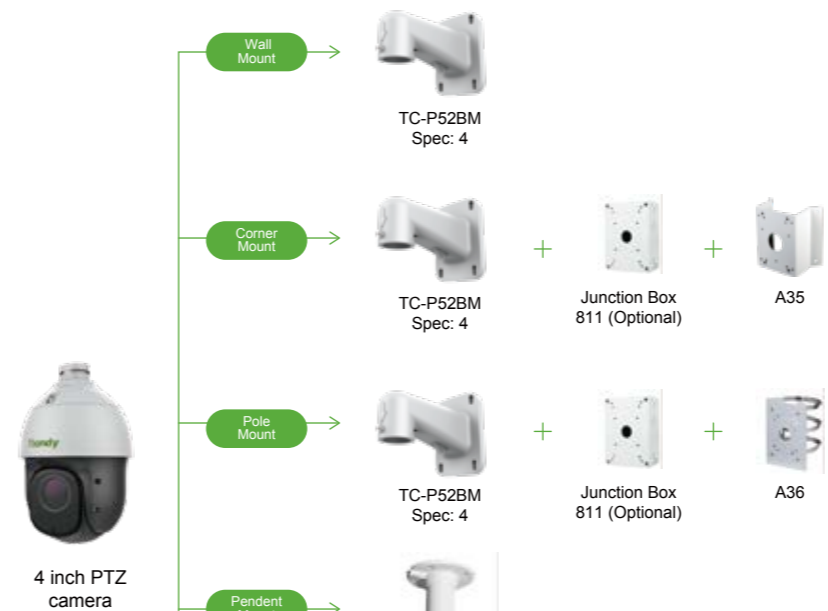 Wall
Mount
TC-P52BM
Spec: 4
Corner
Mount
TC-P52BM
Spec: 4
Junction Box
811 (Optional)
A35
Pole
Mount
TC-P52BM
Spec: 4
Junction Box
811 (Optional)
A36
4 inch PTZ
camera
Pendent